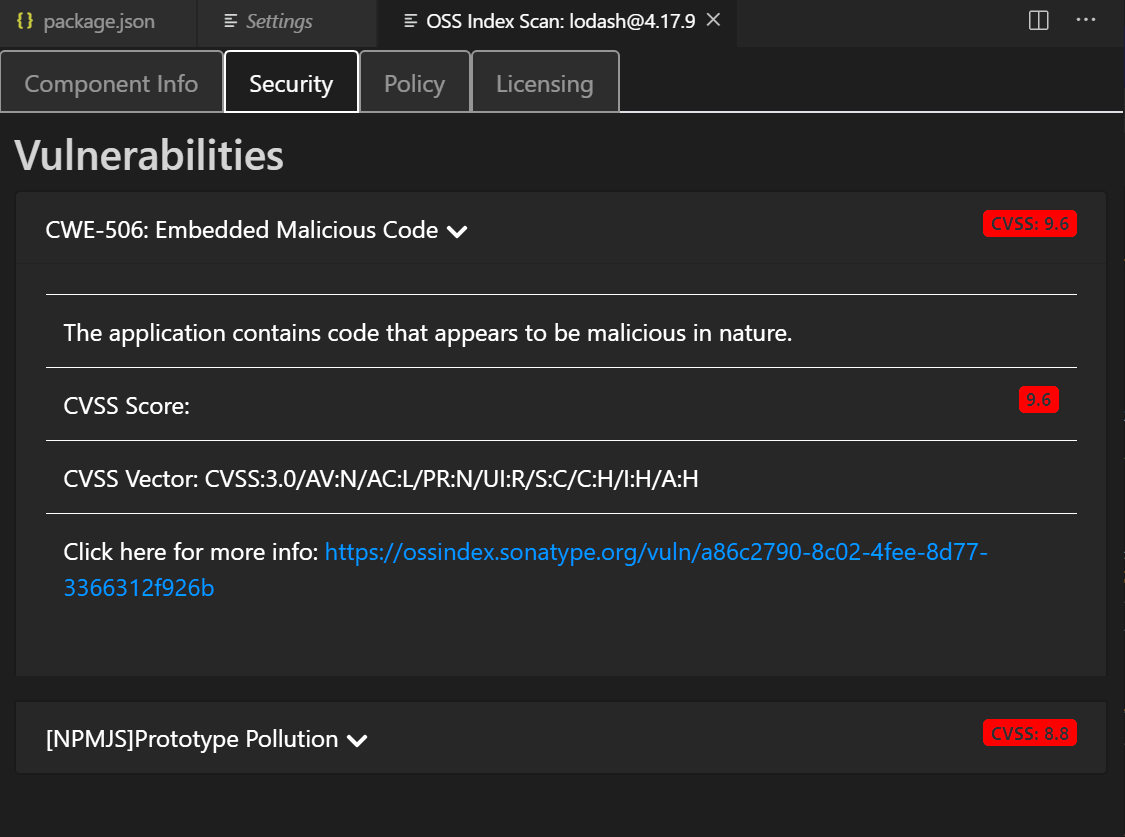 {} package.json Settings OSS Index Scan: lodash@4.17.9
Component Info Security Policy Licensing
Vulnerabilities
CWE-506: Embedded Malicious Code CVSS: 9.6
The application contains code that appears to be malicious in nature.
CVSS Score: 9.6
CVSS Vector: CVSS:3.0/AV:N/AC:L/PR:N/UI:R/S:C/C:H/I:H/A:H
Click here for more info: https://ossindex.sonatype.org/vuln/a86c2790-8c02-4fee-8d77-
3366312f926b
[NPMJS]Prototype Pollution CVSS: 8.8